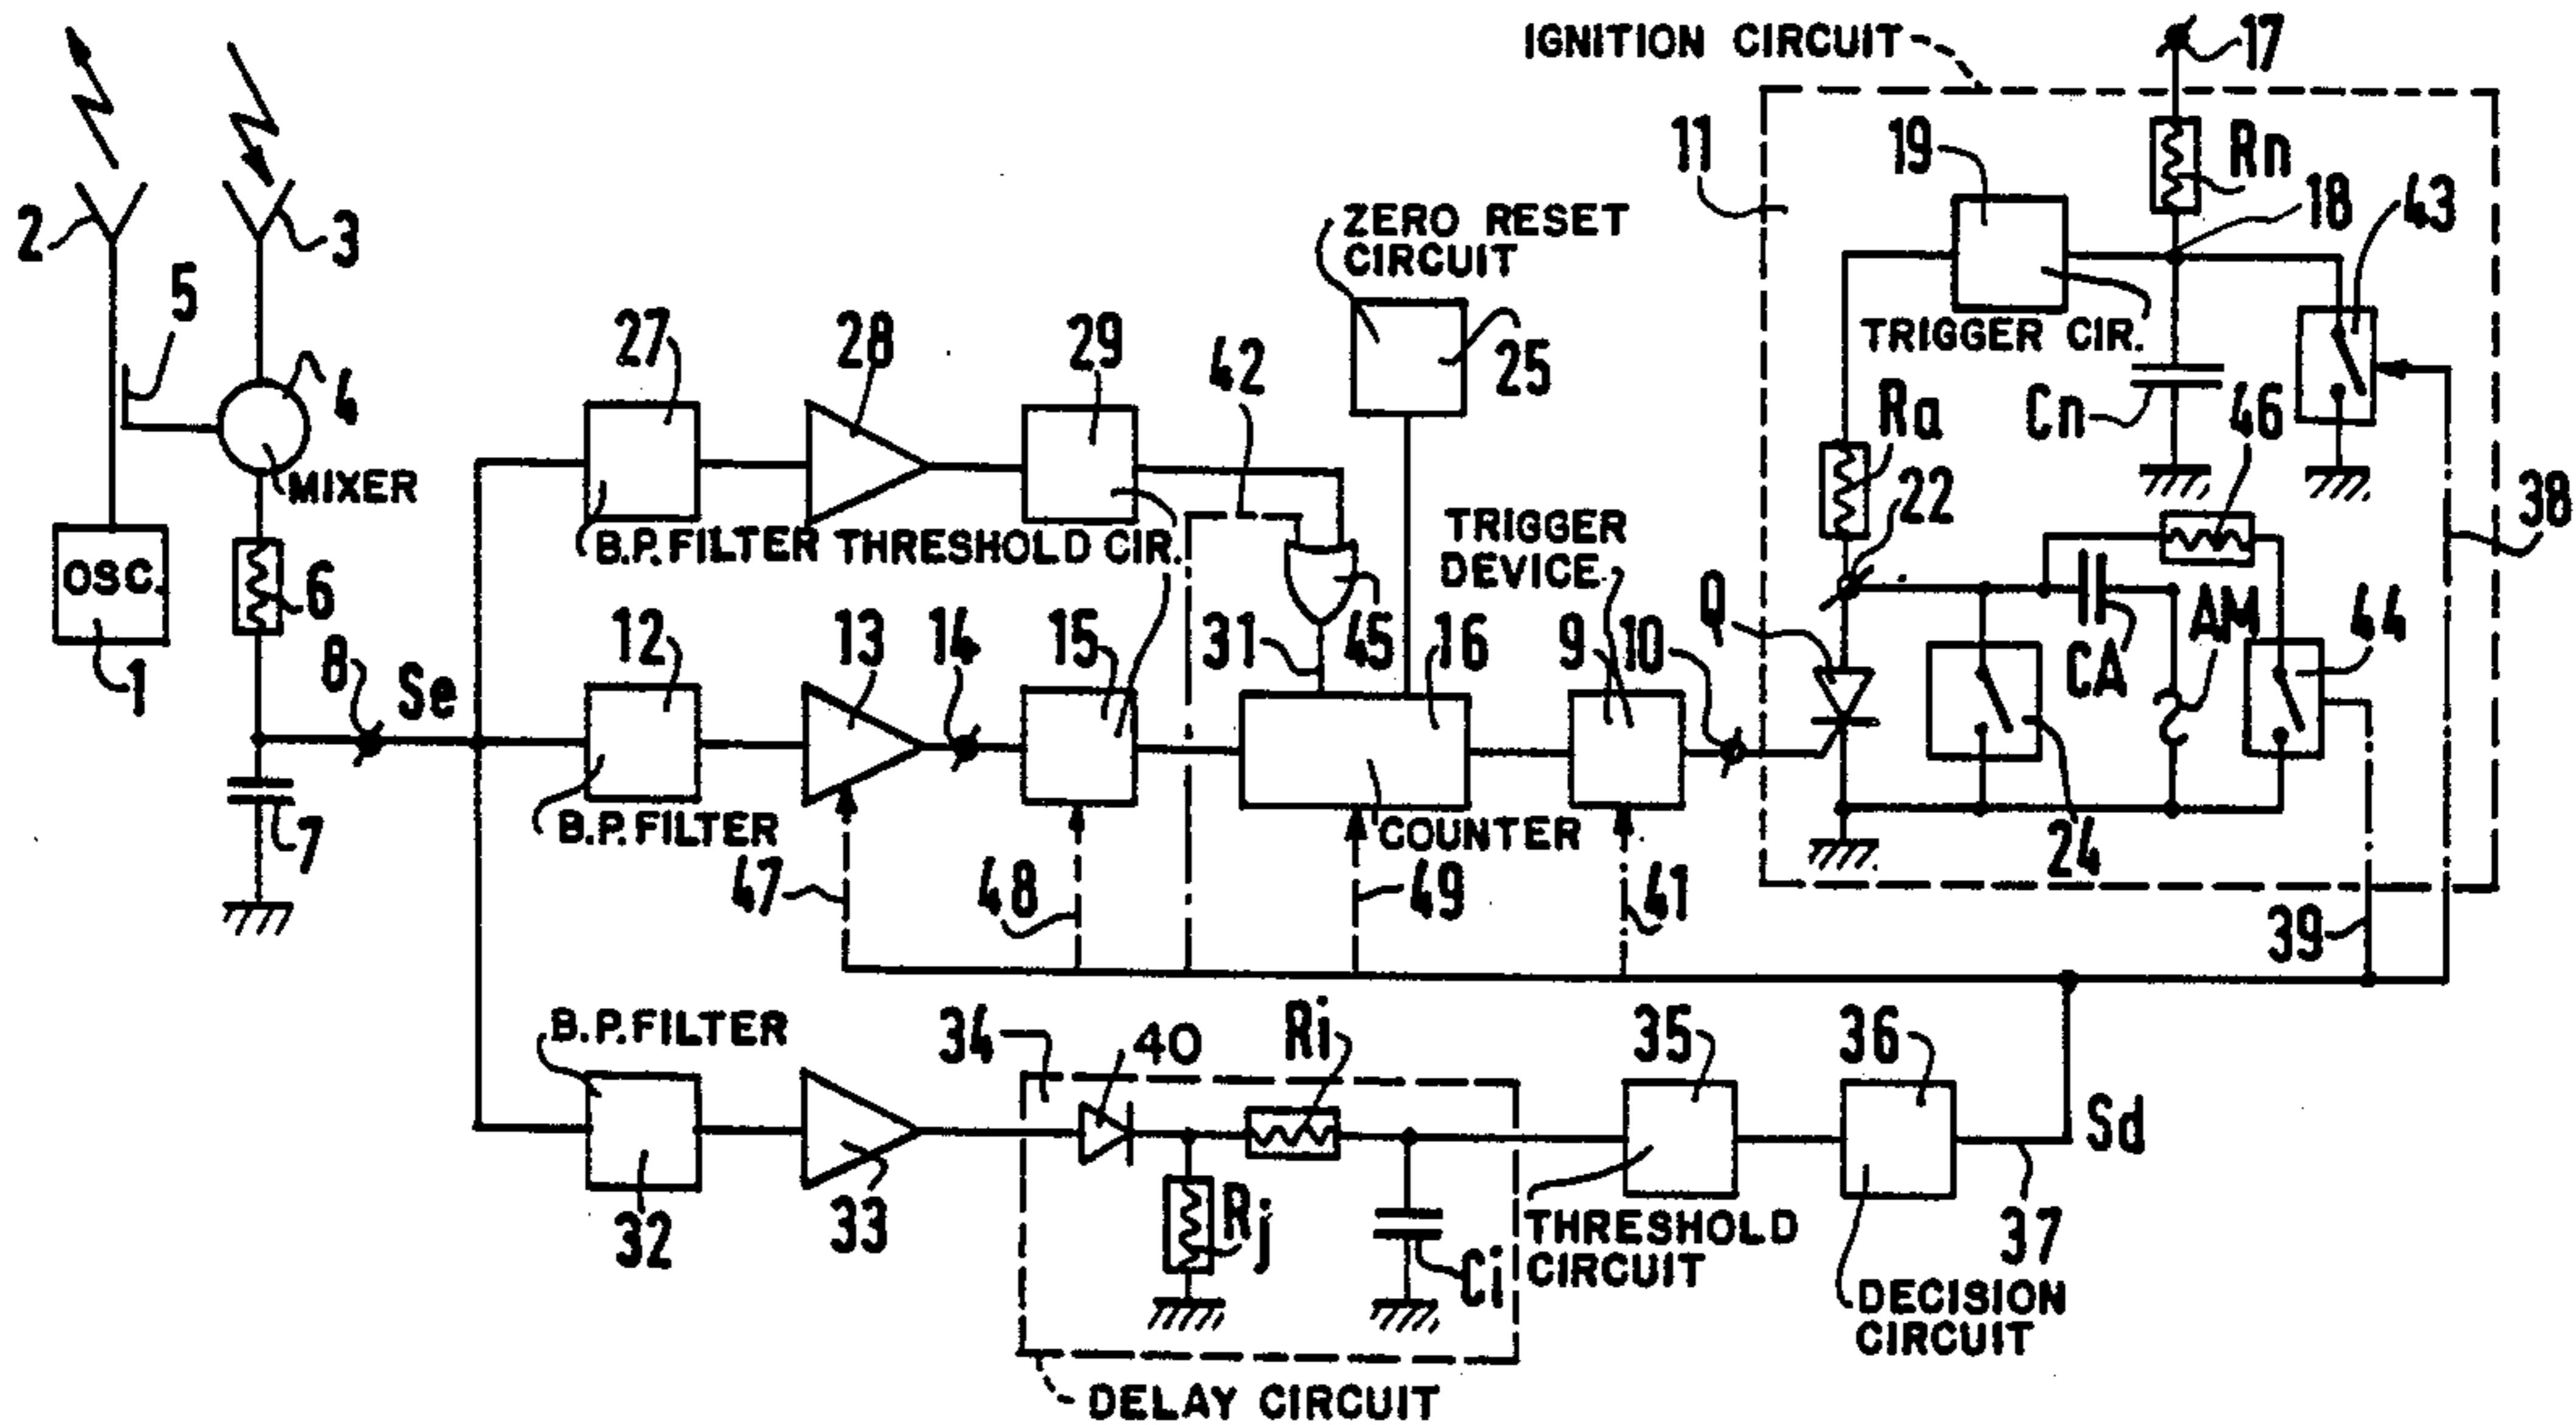 IGNITION CIRCUIT
17
11
19
Rn
18
43
2
3
5
ZERO RESET
CIRCUIT
TRIGGER CIR.
27
28
29
42
25
4
MIXER
Ra
Cn
46
22
38
B.P. FILTER
THRESHOLD CIR.
TRIGGER
DEVICE
OSC.
6
1
8
Se
12
13
14
15
31
45
16
9
10
Q
CA
AM
44
7
B.P. FILTER
COUNTER
24
47
48
49
41
39
B.P. FILTER
34
40
Ri
35
36
Sd
32
33
Rj
Ci
THRESHOLD
CIRCUIT
37
DECISION
CIRCUIT
DELAY CIRCUIT